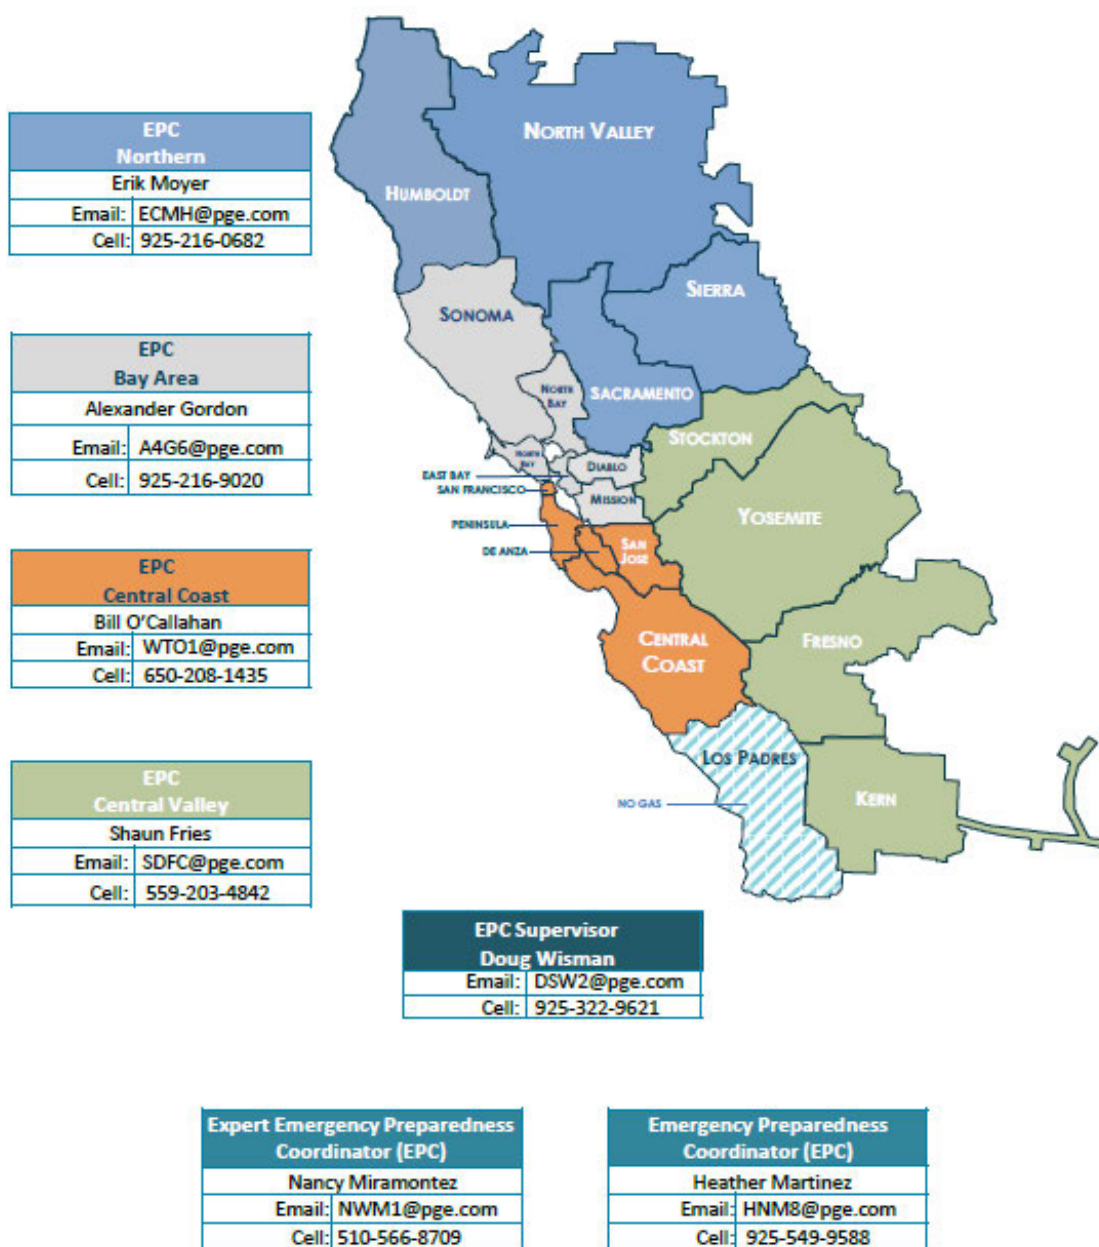 EPC
Northern
Erik Moyer
Email: ECMH@pge.com
Cell: 925-216-0682
EPC
Bay Area
Alexander Gordon
Email: A4G6@pge.com
Cell: 925-216-9020
EPC
Central Coast
Bill O'Callahan
Email: WTO1@pge.com
Cell: 650-208-1435
EPC
Central Valley
Shaun Fries
Email: SDFC@pge.com
Cell: 559-203-4842
NORTH VALLEY
HUMBOLDT
SIERRA
SONOMA
SACRAMENTO
NORTH
BAY
STOCKTON
NORTH
BAY
DIABLO
EAST BAY
SAN FRANCISCO
MISSION
YOSEMITE
PENINSULA
DE ANZA
SAN
JOSE
CENTRAL
COAST
FRESNO
LOS PADRES
NO GAS
KERN
EPC Supervisor
Doug Wisman
Email: DSW2@pge.com
Cell: 925-322-9621
Expert Emergency Preparedness
Coordinator (EPC)
Nancy Miramontez
Email: NWM1@pge.com
Cell: 510-566-8709
Emergency Preparedness
Coordinator (EPC)
Heather Martinez
Email: HNM8@pge.com
Cell: 925-549-9588